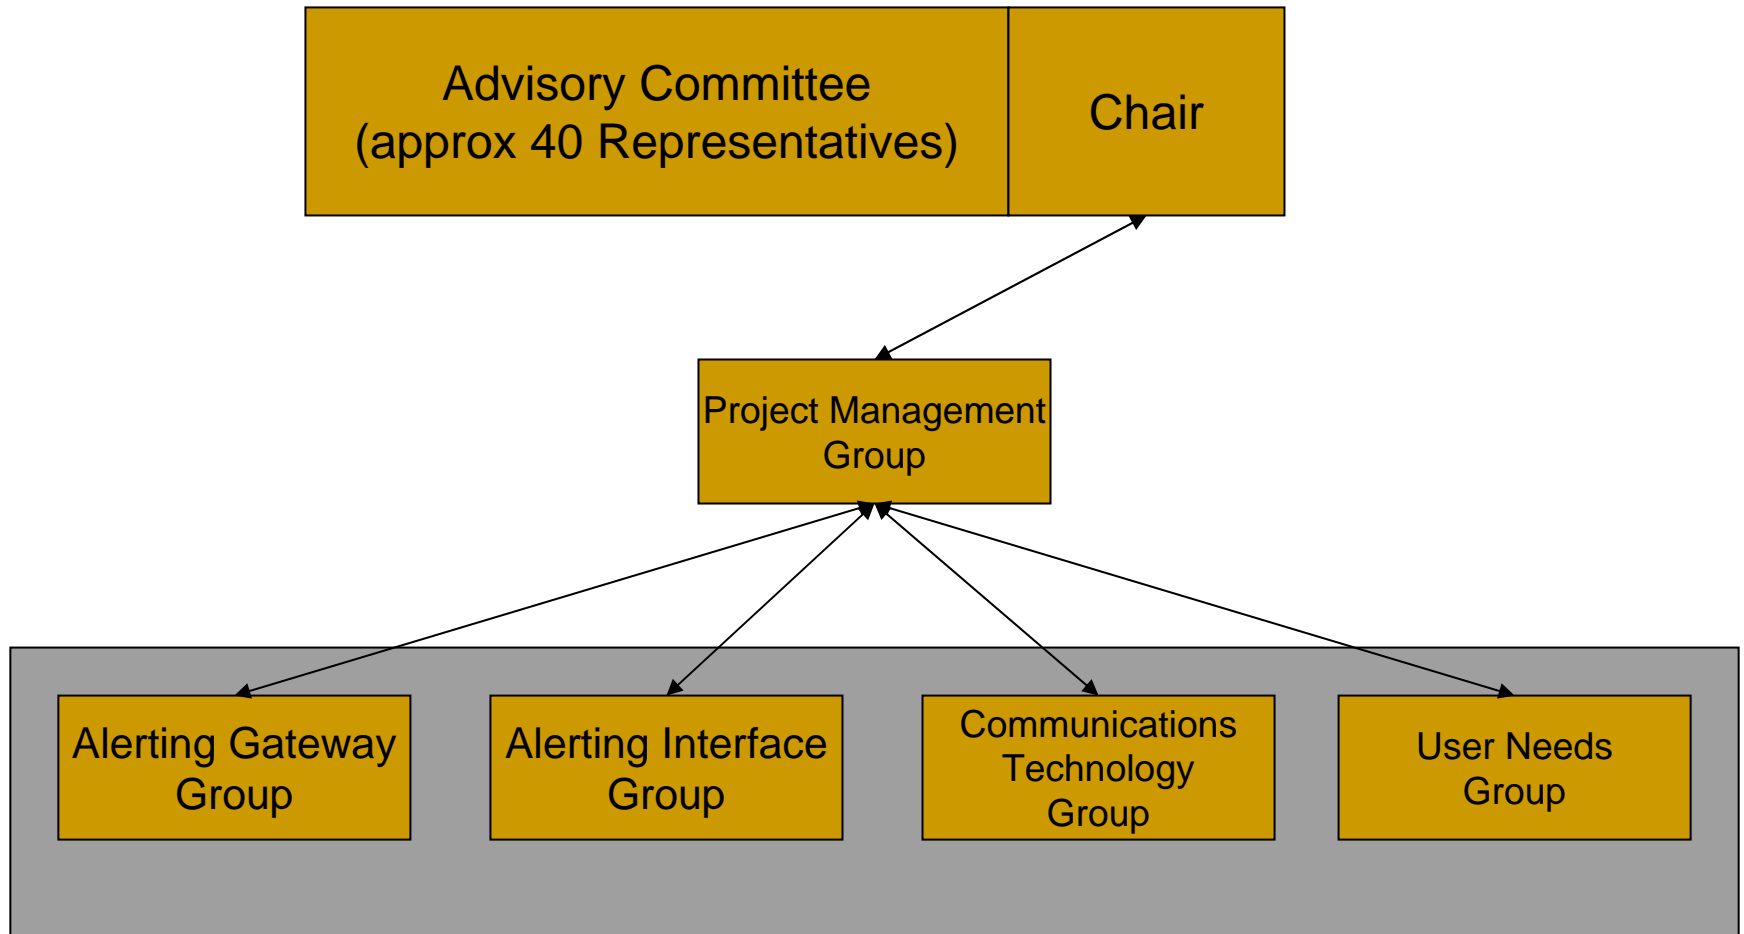 Advisory Committee
(approx 40 Representatives)
Chair
Project Management
Group
Alerting Gateway
Group
Alerting Interface
Group
Communications
Technology
Group
User Needs
Group